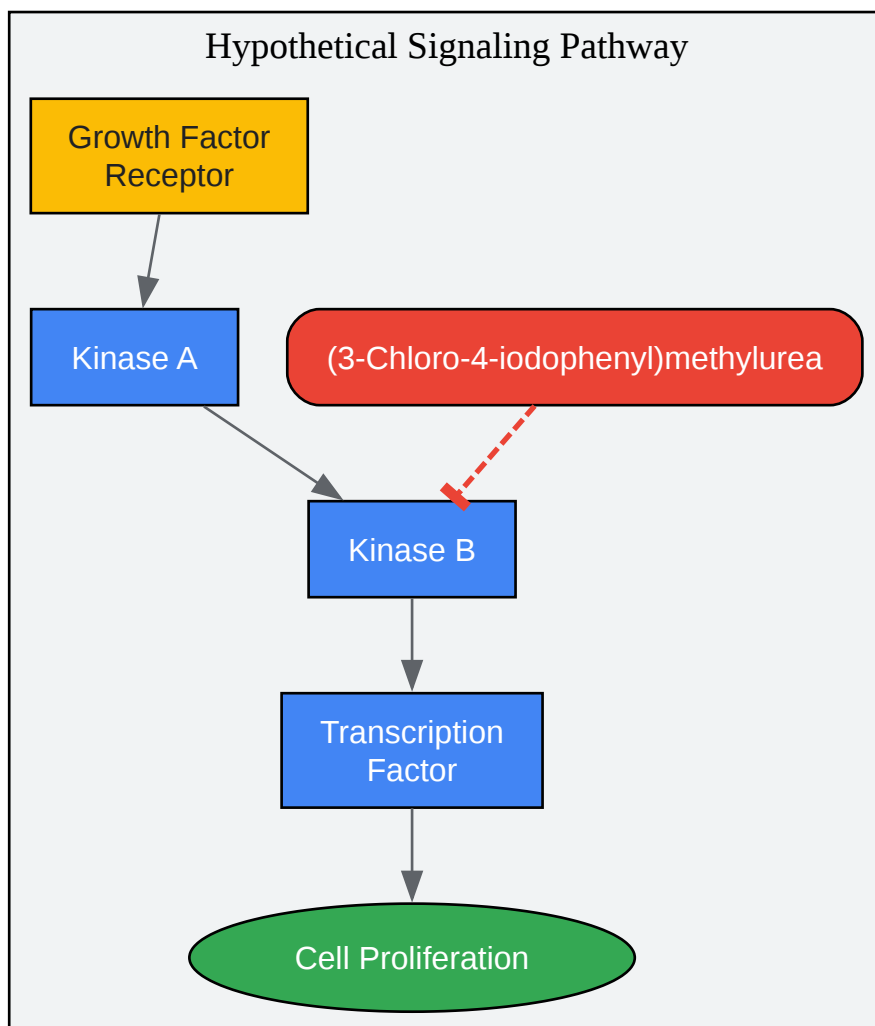 Hypothetical Signaling Pathway
Growth Factor
Receptor
Kinase A
(3-Chloro-4-iodophenyl)methylurea
Kinase B
Transcription
Factor
Cell Proliferation